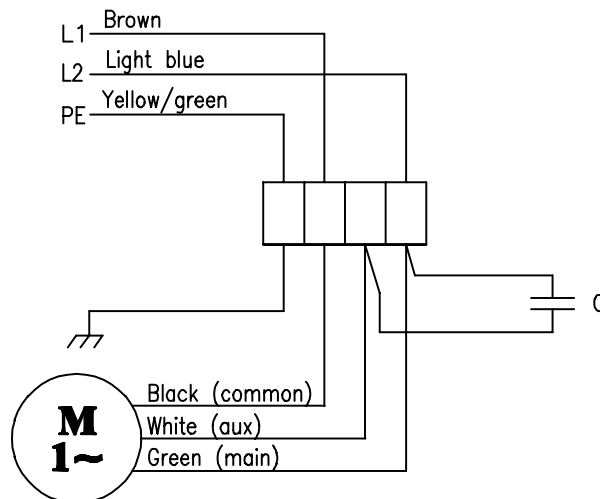 L1 Brown
L2 Light blue
PE Yellow/green
Black (common)
M
White (aux)
1~
Green (main)